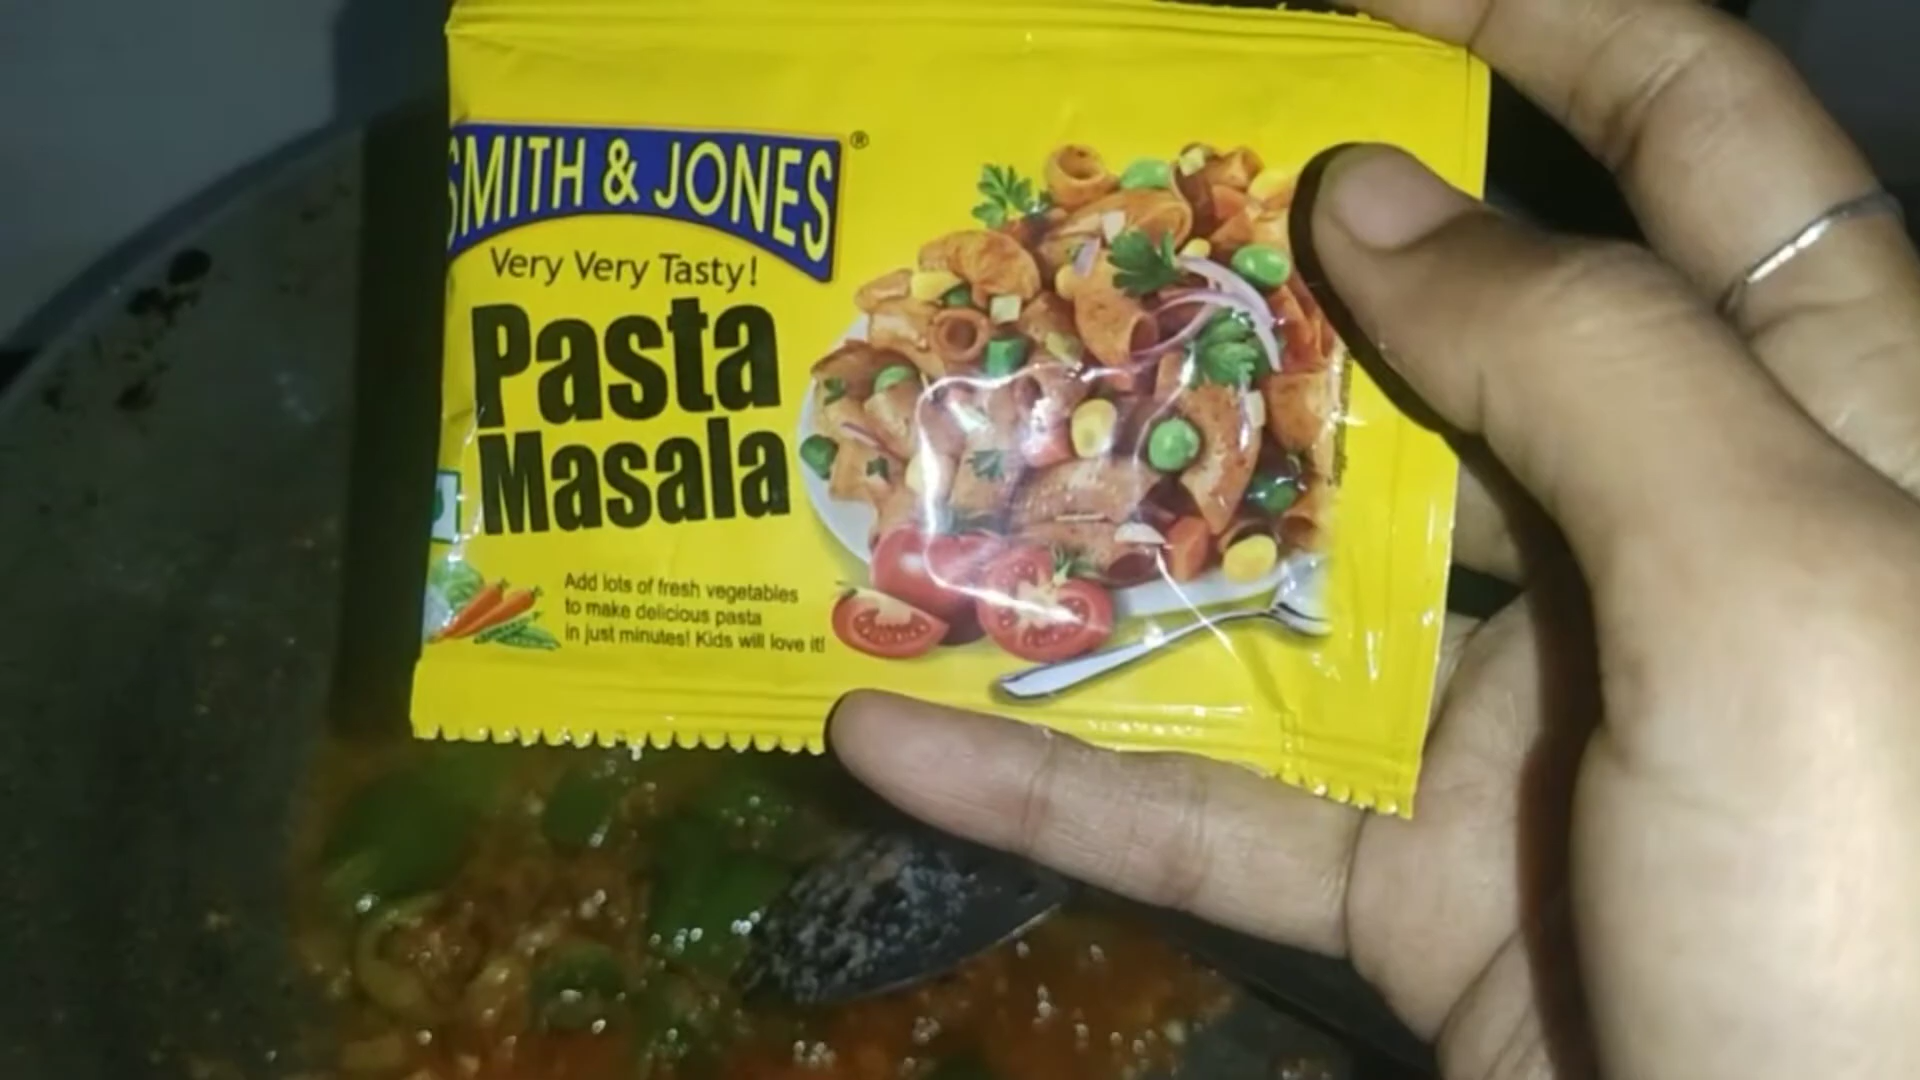 SMITH & JONES®
Very Very Tasty!
Pasta
Masala
Add lots of fresh vegetables
to make delicious pasta
in just minutes! Kids will love it!